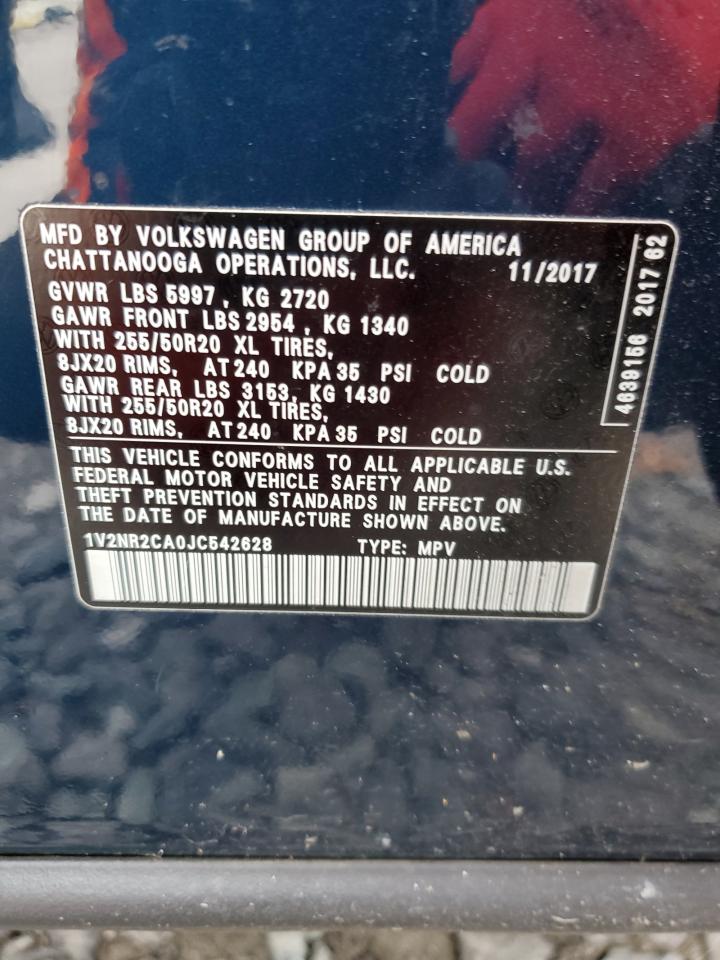 MFD BY VOLKSWAGEN GROUP OF AMERICA
CHATTANOOGA OPERATIONS, LLC. 11/2017
GVWR LBS 5997, KG 2720
GAWR FRONT LBS 2954, KG 1340
WITH 255/50R20 XL TIRES,
8JX20 RIMS, AT 240 KPA 35 PSI COLD
GAWR REAR LBS 3153, KG 1430
WITH 255/50R20 XL TIRES,
8JX20 RIMS, AT 240 KPA 35 PSI COLD
THIS VEHICLE CONFORMS TO ALL APPLICABLE U.S.
FEDERAL MOTOR VEHICLE SAFETY AND
THEFT PREVENTION STANDARDS IN EFFECT ON
THE DATE OF MANUFACTURE SHOWN ABOVE.
1V2NR2CA0JC542628 TYPE: MPV
4639156 2017 62